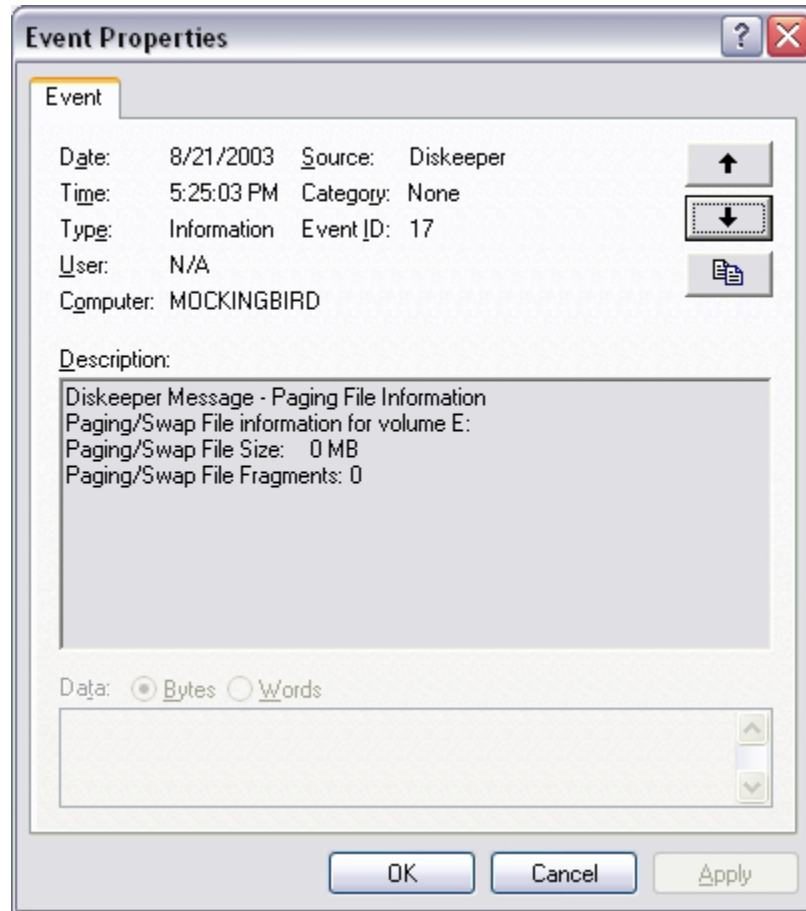 Event Properties
Event
Date: 8/21/2003 Source: Diskeeper
Time: 5:25:03 PM Category: None
Type: Information Event ID: 17
User: N/A
Computer: MOCKINGBIRD
Description:
Diskeeper Message - Paging File Information
Paging/Swap File information for volume E:
Paging/Swap File Size: 0 MB
Paging/Swap File Fragments: 0
Data: Bytes Words
OK Cancel Apply